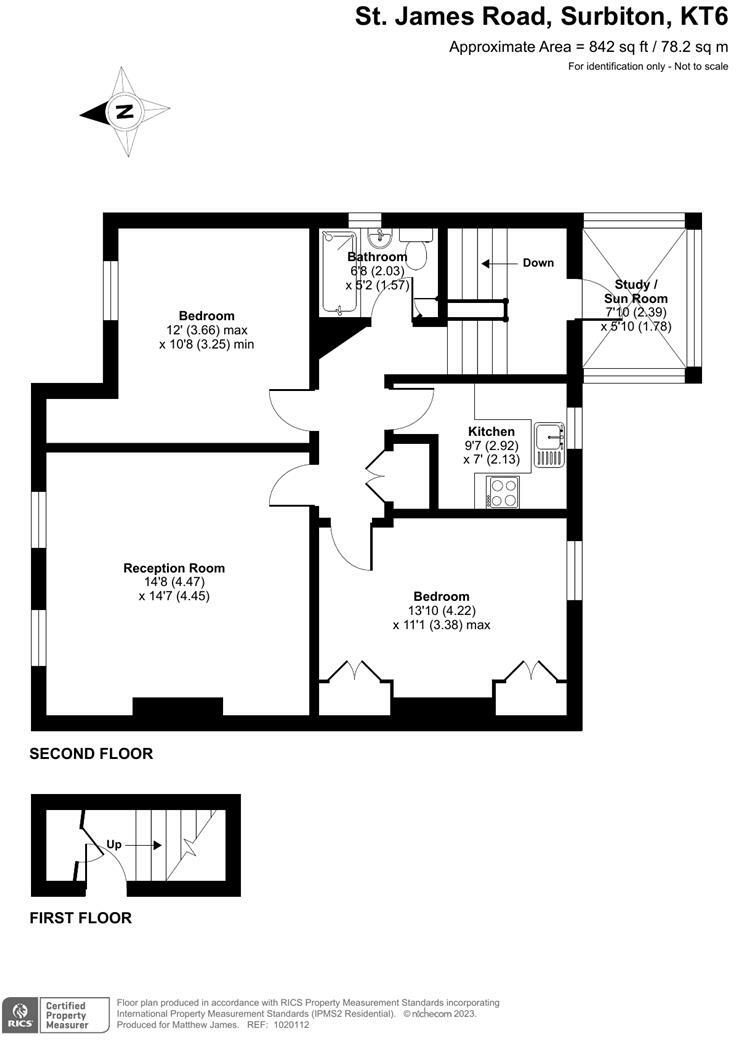 St. James Road, Surbiton, KT6
Approximate Area = 842 sq ft / 78.2 sq m
For identification only - Not to scale
N
Bathroom
6'8 (2.03)
x 5'2 (1.57)
Down
Study /
Sun Room
7'10 (2.39)
x 5'10 (1.78)
Bedroom
12' (3.66) max
x 10'8 (3.25) min
Kitchen
9'7 (2.92)
x 7' (2.13)
Reception Room
14'8 (4.47)
x 14'7 (4.45)
Bedroom
13'10 (4.22)
x 11'1 (3.38) max
SECOND FLOOR
Up
FIRST FLOOR
RICS
Certified
Property
Measurer
Floor plan produced in accordance with RICS Property Measurement Standards incorporating
International Property Measurement Standards (IPMS2 Residential). © nichecom 2023.
Produced for Matthew James. REF: 1020112